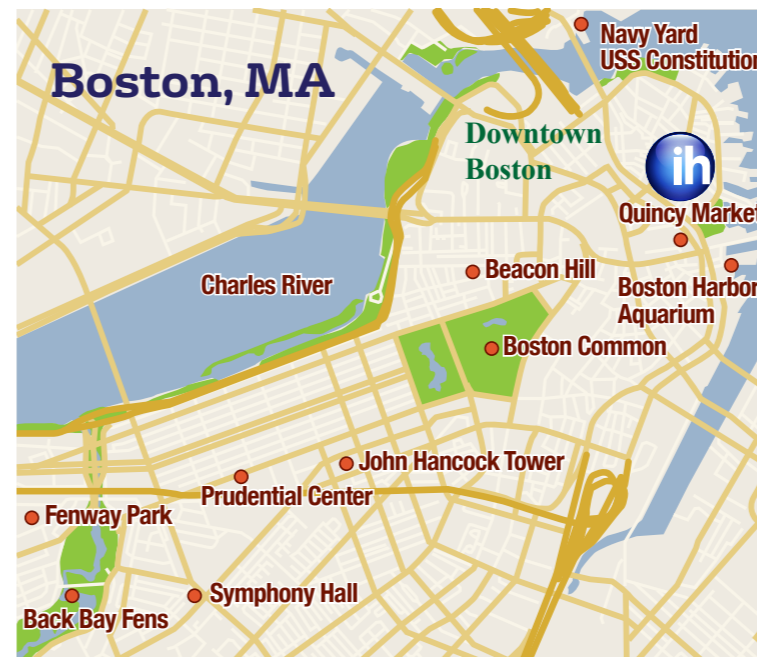 Navy Yard
USS Constitution
Boston, MA
Downtown
Boston
ih
Quincy Market
Charles River
Beacon Hill
Boston Harbor
Aquarium
Boston Common
John Hancock Tower
Prudential Center
Fenway Park
Symphony Hall
Back Bay Fens